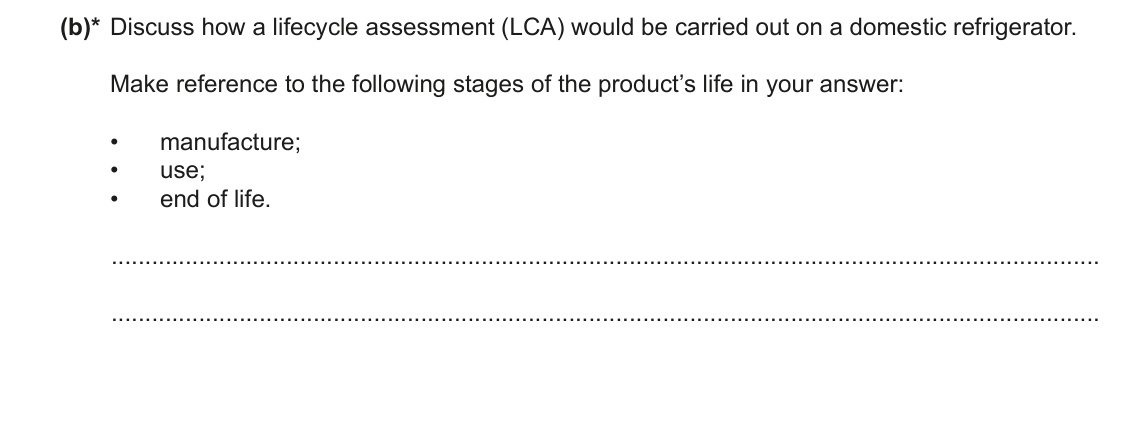 (b)* Discuss how a lifecycle assessment (LCA) would be carried out on a domestic refrigerator.
Make reference to the following stages of the product's life in your answer:
• manufacture;
• use;
• end of life.
..........................................................................................................................................................
..........................................................................................................................................................